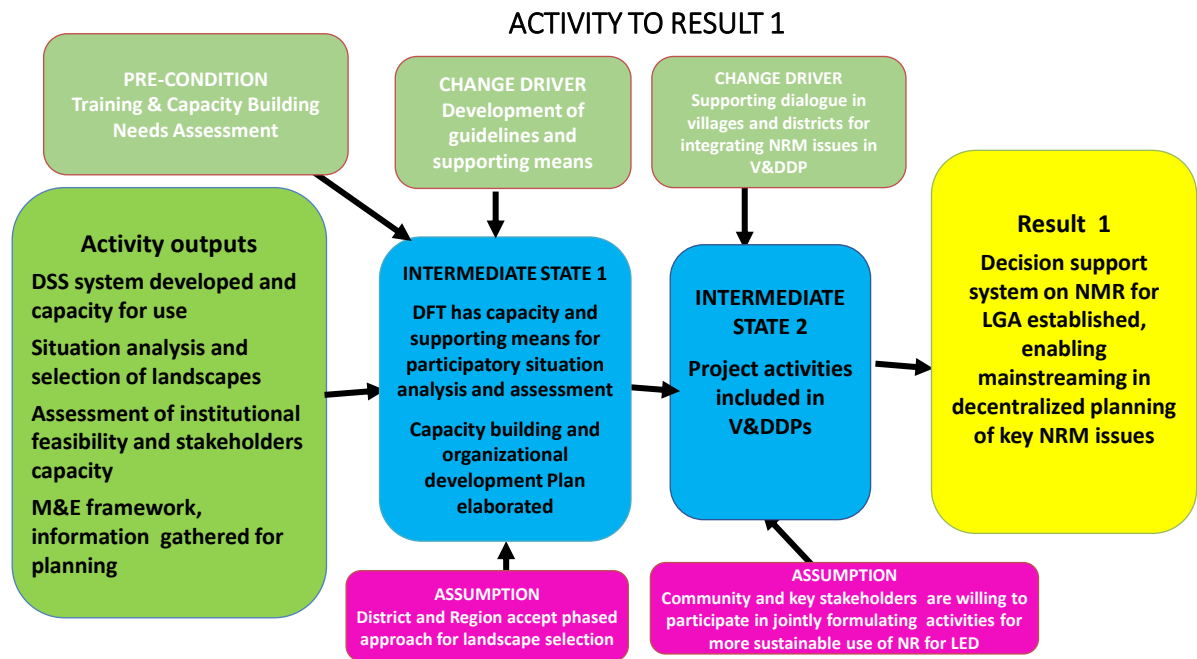 ACTIVITY TO RESULT 1
PRE-CONDITION
Training & Capacity Building
Needs Assessment
CHANGE DRIVER
Development of
guidelines and
supporting means
CHANGE DRIVER
Supporting dialogue in
villages and districts for
integrating NRM issues in
V&DDP
Activity outputs
DSS system developed and
capacity for use
Situation analysis and
selection of landscapes
Assessment of institutional
feasibility and stakeholders
capacity
M&E framework,
information gathered for
planning
INTERMEDIATE STATE 1
DFT has capacity and
supporting means for
participatory situation
analysis and assessment
Capacity building and
organizational
development Plan
elaborated
INTERMEDIATE
STATE 2
Project activities
included in
V&DDPs
Result 1
Decision support
system on NMR for
LGA established,
enabling
mainstreaming in
decentralized planning
of key NRM issues
ASSUMPTION
District and Region accept phased
approach for landscape selection
ASSUMPTION
Community and key stakeholders are willing to
participate in jointly formulating activities for
more sustainable use of NR for LED